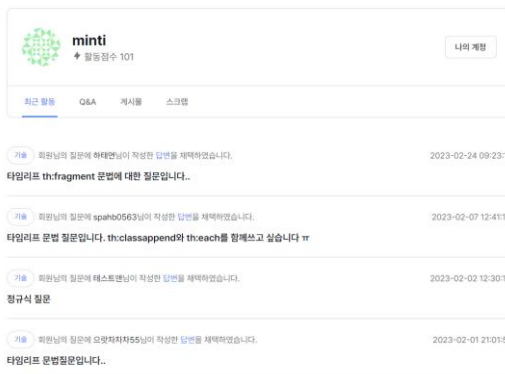 minti
활동점수 101
나의 계정
최근 활동 Q&A 게시물 스크랩
기술 회원님의 질문에 하태연님이 작성한 답변을 채택하였습니다. 2023-02-24 09:23:
타임리프 th:fragment 문법에 대한 질문입니다..
기술 회원님의 질문에 spahb0563님이 작성한 답변을 채택하였습니다. 2023-02-07 12:41:1
타임리프 문법 질문입니다. th:classappend와 th:each를 함께쓰고 싶습니다 ㅠ
기술 회원님의 질문에 테스트맨님이 작성한 답변을 채택하였습니다. 2023-02-02 12:30:1
정규식 질문
기술 회원님의 질문에 으랏차차차55님이 작성한 답변을 채택하였습니다. 2023-02-01 21:01:5
타임리프 문법질문입니다..